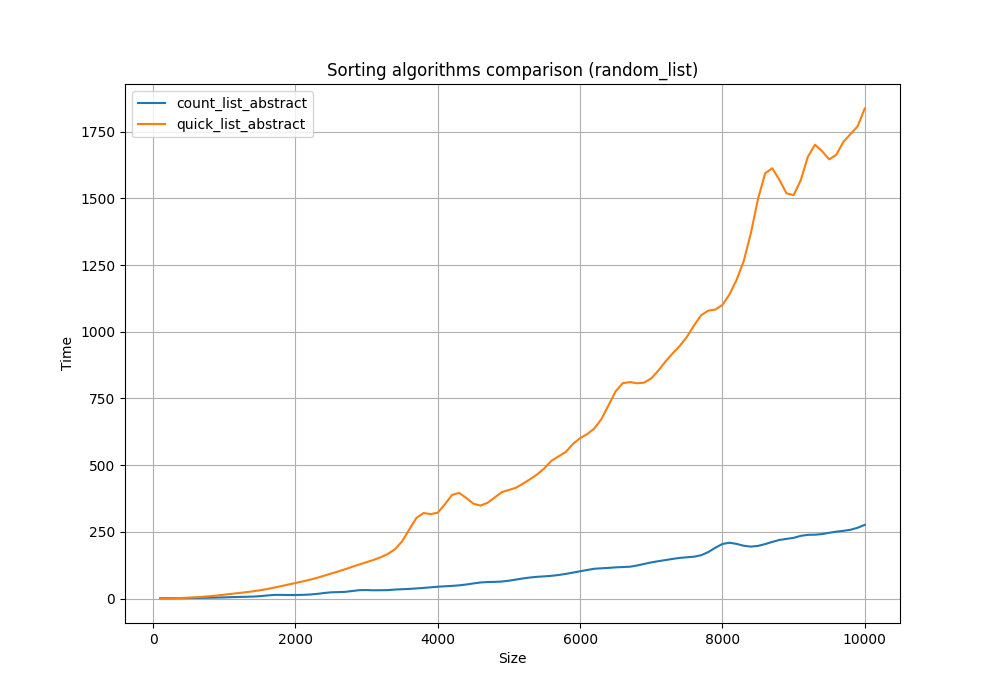 Sorting algorithms comparison (random_list)
count_list_abstract
quick_list_abstract
1750
1500
1250
1000
750
500
250
0
Time
0 2000 4000 6000 8000 10000
Size